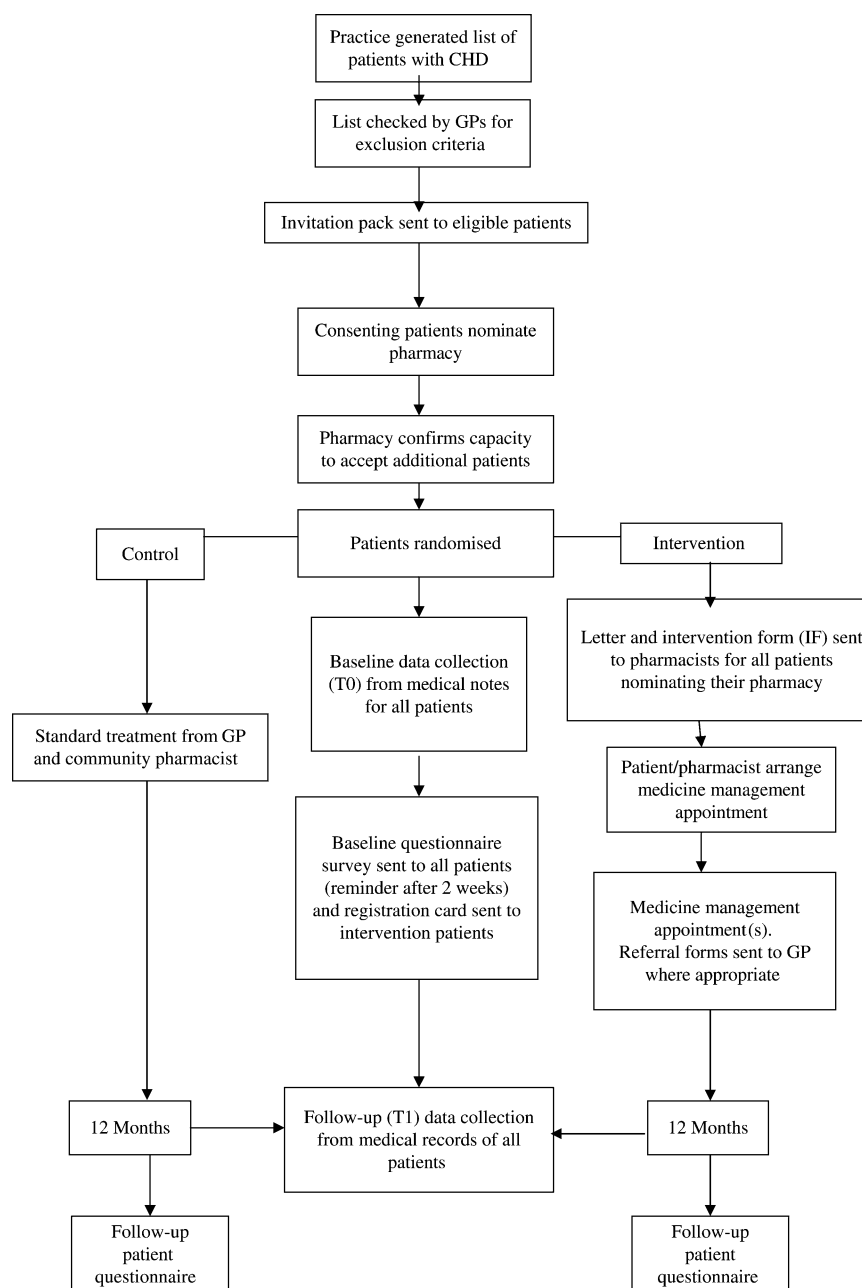 Practice generated list of
patients with CHD
List checked by GPs for
exclusion criteria
Invitation pack sent to eligible patients
Consenting patients nominate
pharmacy
Pharmacy confirms capacity
to accept additional patients
Control
Patients randomised
Intervention
Baseline data collection
(T0) from medical notes
for all patients
Letter and intervention form (IF) sent
to pharmacists for all patients
nominating their pharmacy
Standard treatment from GP
and community pharmacist
Patient/pharmacist arrange
medicine management
appointment
Baseline questionnaire
survey sent to all patients
(reminder after 2 weeks)
and registration card sent to
intervention patients
Medicine management
appointment(s).
Referral forms sent to GP
where appropriate
12 Months
Follow-up (T1) data collection
from medical records of all
patients
12 Months
Follow-up
patient
questionnaire
Follow-up
patient
questionnaire